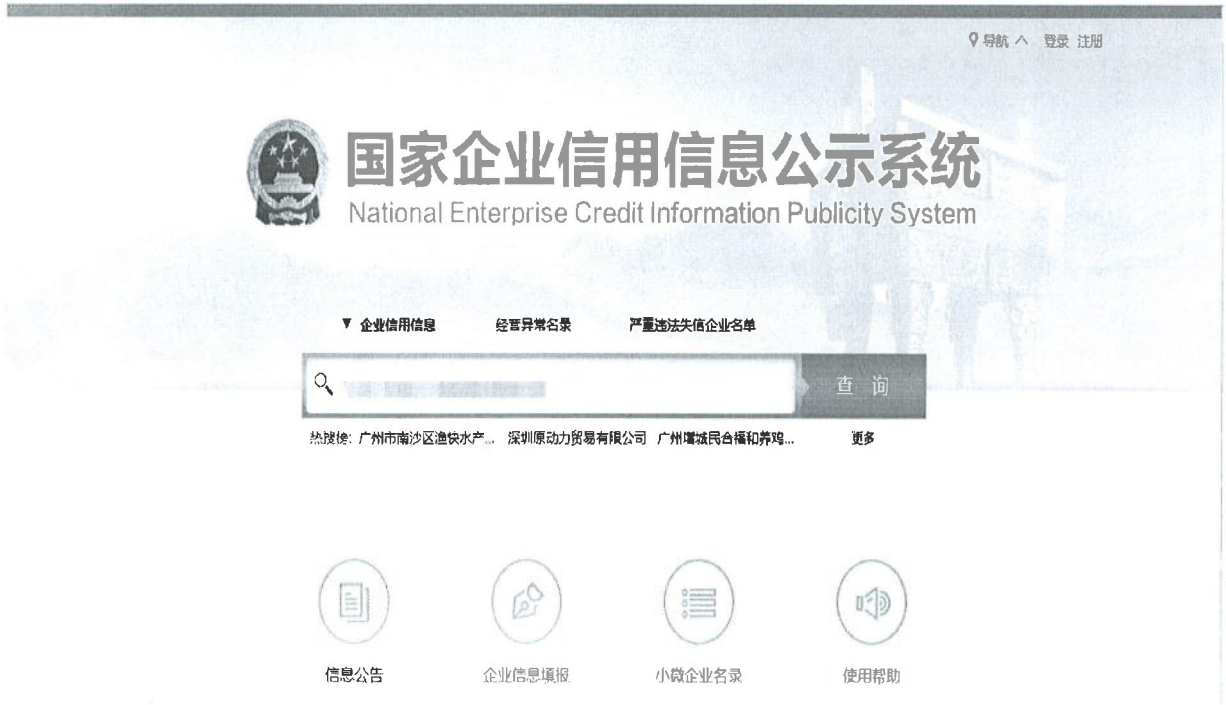 导航 登录 注册
国家企业信用信息公示系统
National Enterprise Credit Information Publicity System
▼ 企业信用信息 经营异常名录 严重违法失信企业名单
查 询
热搜榜: 广州市南沙区渔快水产... 深圳原动力贸易有限公司 广州增城民合福和养鸡... 更多
信息公告 企业信息填报 小微企业名录 使用帮助